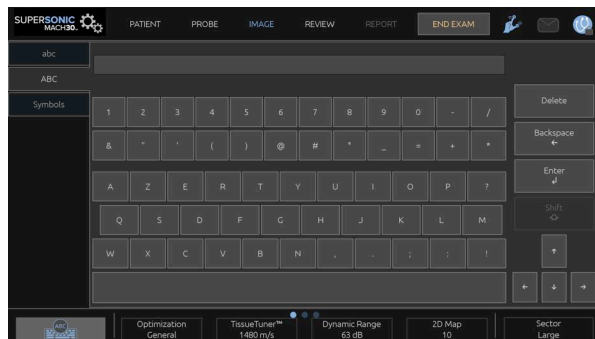 SUPERSONIC MACH30
PATIENT PROBE IMAGE REVIEW REPORT END EXAM
abc
ABC
Symbols
1 2 3 4 5 6 7 8 9 0 - /
& " ' ( ) @ # _ = + *
A Z E R T Y U I O P ?
Q S D F G H J K L M
W X C V B N , . ; : !
Delete
Backspace
←
Enter
↲
Shift
↑
← ↓ →
ABC
Optimization TissueTuner™ Dynamic Range 2D Map Sector
General 1480 m/s 63 dB 10 Large